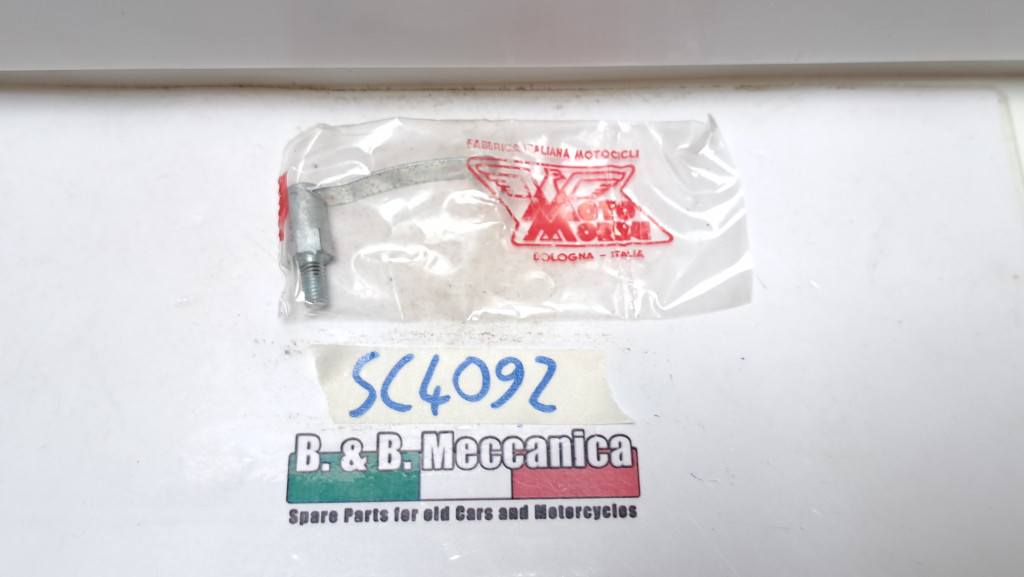 FABBRICA ITALIANA MOTOCICLI
MOTO
MORINI
BOLOGNA - ITALIA
SC4092
B. & B. Meccanica
Spare Parts for old Cars and Motorcycles